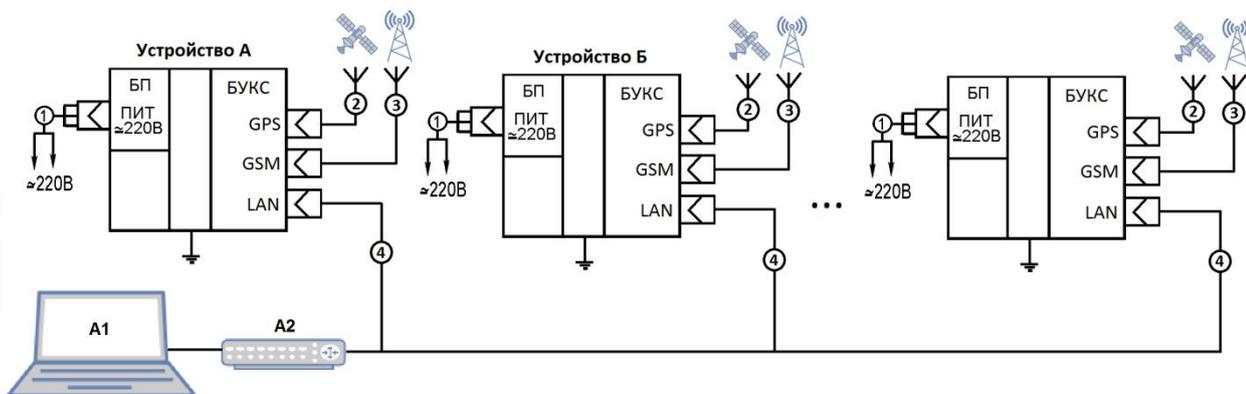 Устройство А
БП
ПИТ
≃220В
БУКС
GPS
GSM
LAN
1
≃220В
2
3
4
Устройство Б
БП
ПИТ
≃220В
БУКС
GPS
GSM
LAN
1
≃220В
2
3
4
...
БП
ПИТ
≃220В
БУКС
GPS
GSM
LAN
1
≃220В
2
3
4
А1
А2